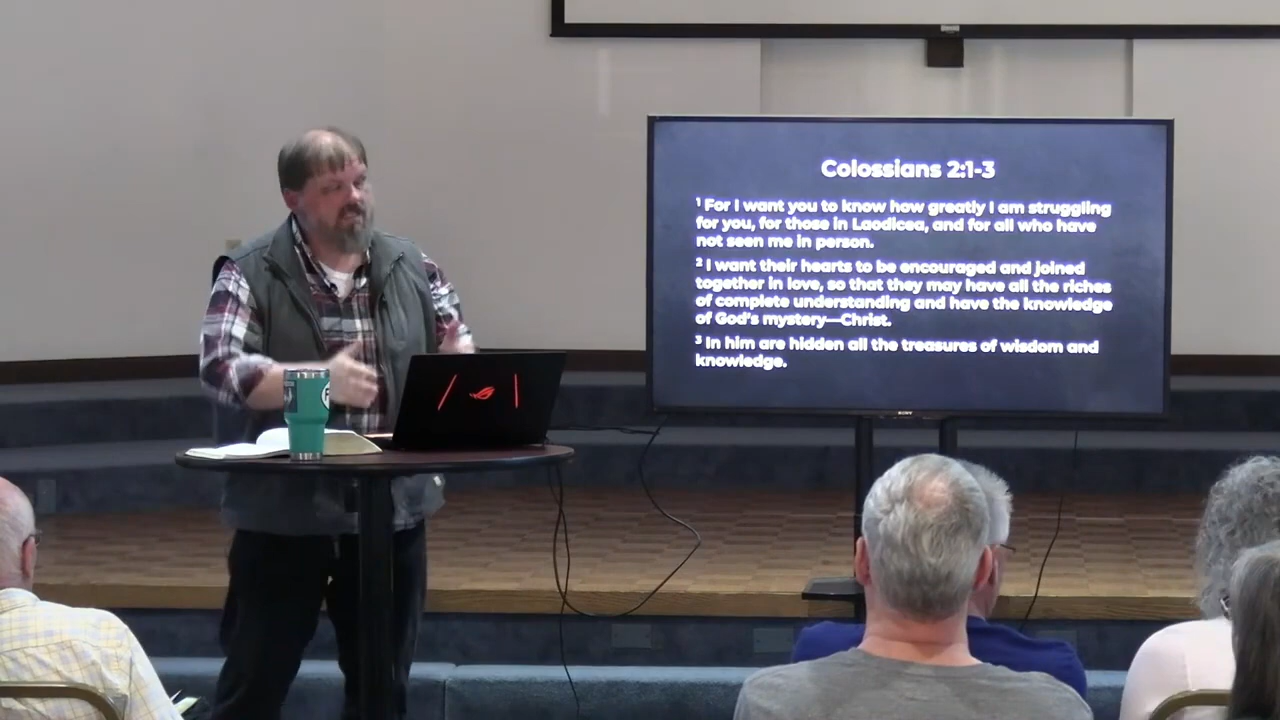 Colossians 2:1-3
¹ For I want you to know how greatly I am struggling
for you, for those in Laodicea, and for all who have
not seen me in person.
² I want their hearts to be encouraged and joined
together in love, so that they may have all the riches
of complete understanding and have the knowledge
of God's mystery—Christ.
³ In him are hidden all the treasures of wisdom and
knowledge.
SONY